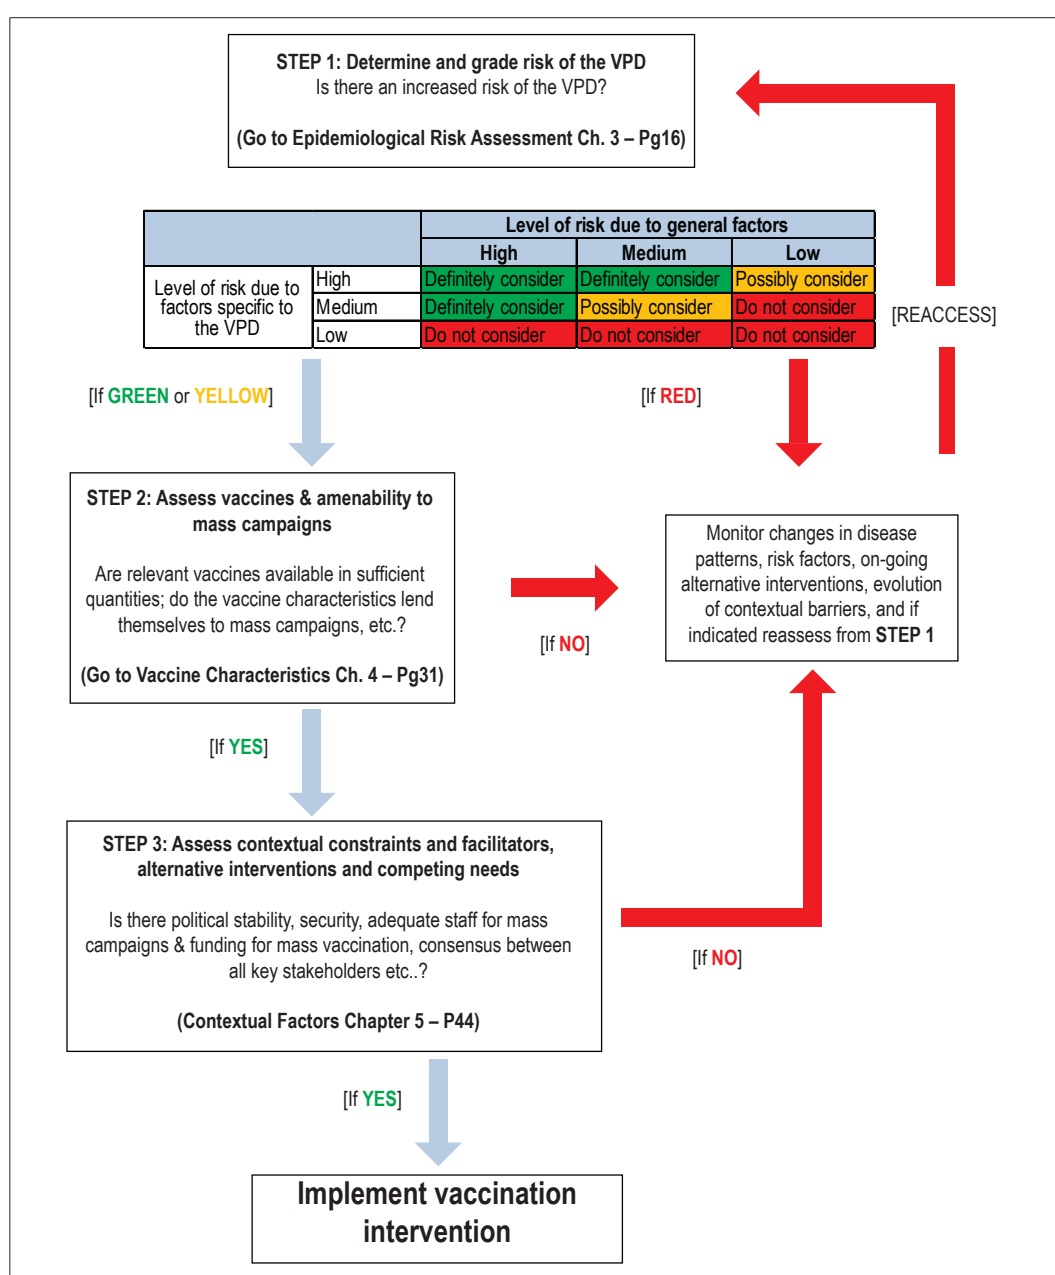 STEP 1: Determine and grade risk of the VPD
Is there an increased risk of the VPD?
(Go to Epidemiological Risk Assessment Ch. 3 – Pg16)
Level of risk due to general factors
High Medium Low
Level of risk due to
factors specific to
the VPD
High Definitely consider Definitely consider Possibly consider
Medium Definitely consider Possibly consider Do not consider
Low Do not consider Do not consider Do not consider
[REACCESS]
[If GREEN or YELLOW]
[If RED]
STEP 2: Assess vaccines & amenability to
mass campaigns
Are relevant vaccines available in sufficient
quantities; do the vaccine characteristics lend
themselves to mass campaigns, etc.?
(Go to Vaccine Characteristics Ch. 4 – Pg31)
[If NO]
Monitor changes in disease
patterns, risk factors, on-going
alternative interventions, evolution
of contextual barriers, and if
indicated reassess from STEP 1
[If YES]
STEP 3: Assess contextual constraints and facilitators,
alternative interventions and competing needs
Is there political stability, security, adequate staff for mass
campaigns & funding for mass vaccination, consensus between
all key stakeholders etc..?
(Contextual Factors Chapter 5 – P44)
[If NO]
[If YES]
Implement vaccination
intervention